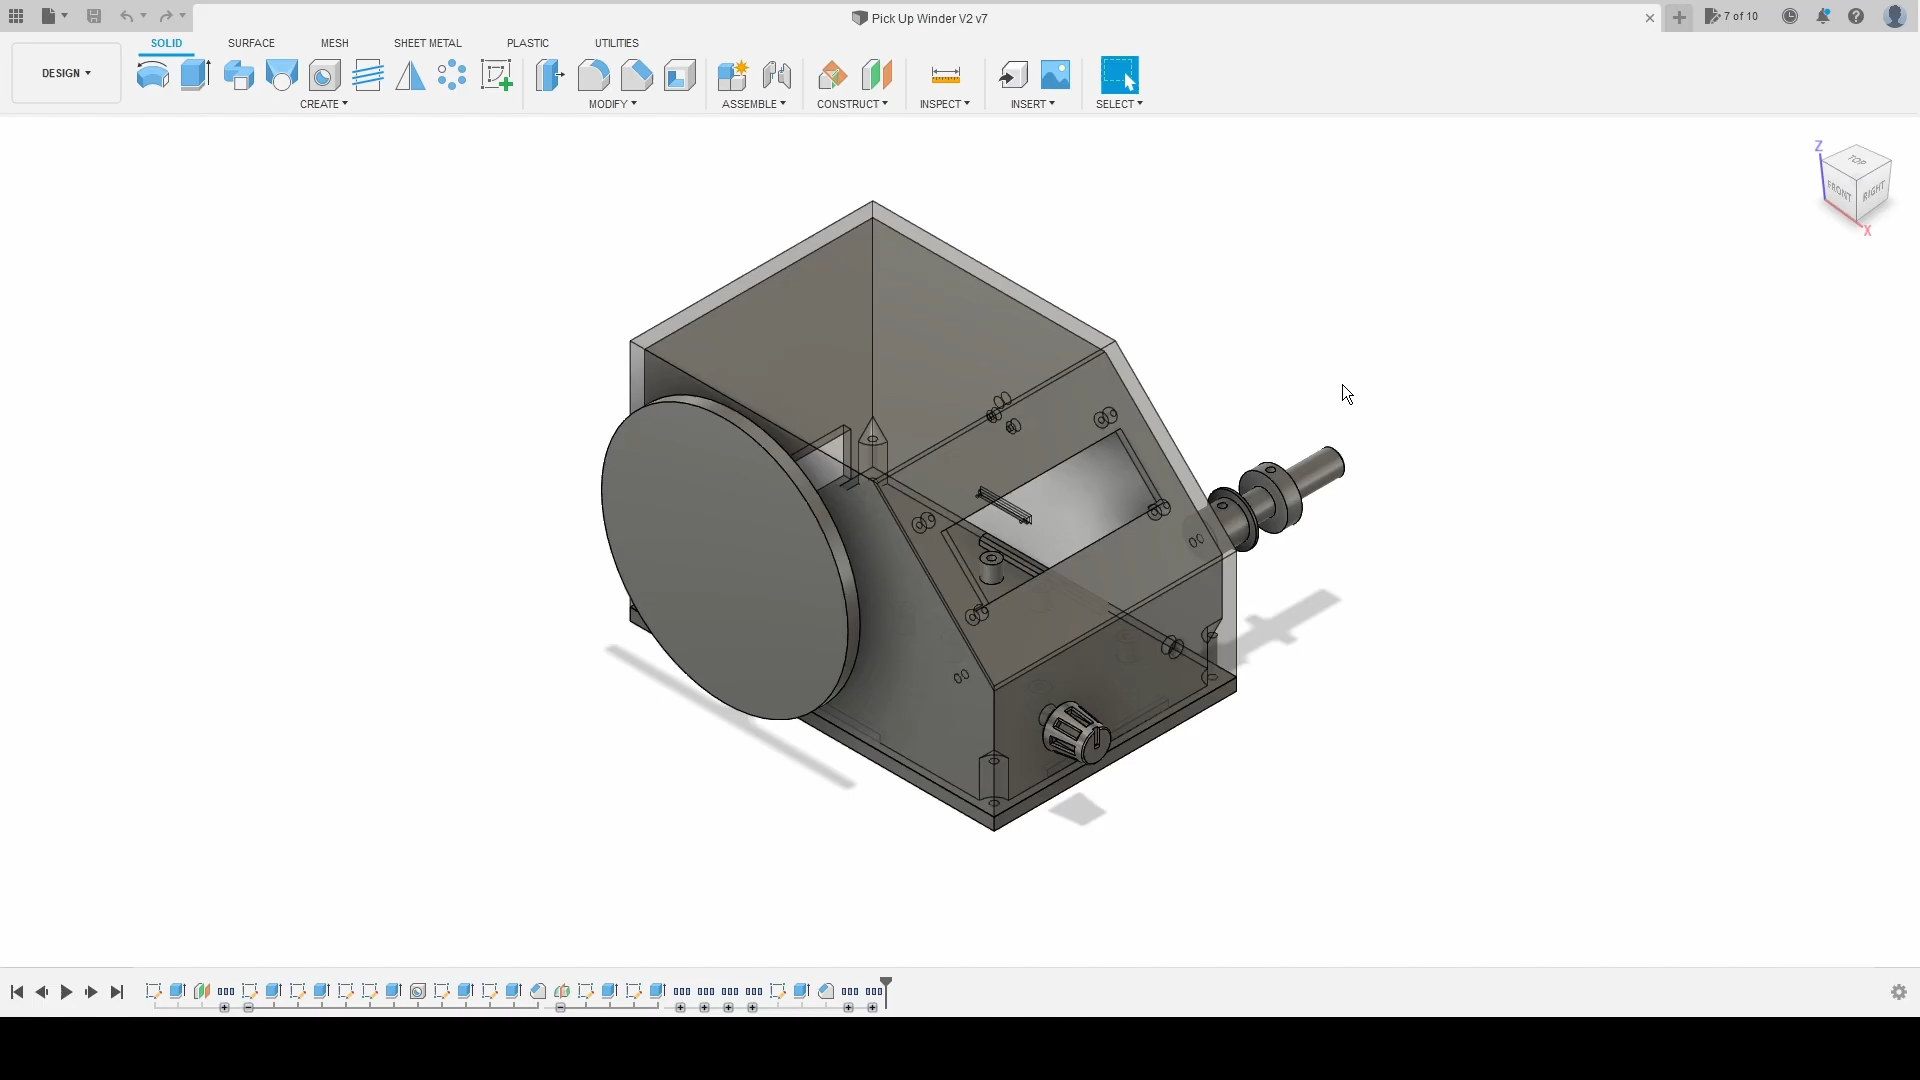 Pick Up Winder V2 v7
7 of 10
SOLID
SURFACE
MESH
SHEET METAL
PLASTIC
UTILITIES
DESIGN
CREATE
MODIFY
ASSEMBLE
CONSTRUCT
INSPECT
INSERT
SELECT
Z
TOP
FRONT
RIGHT
X